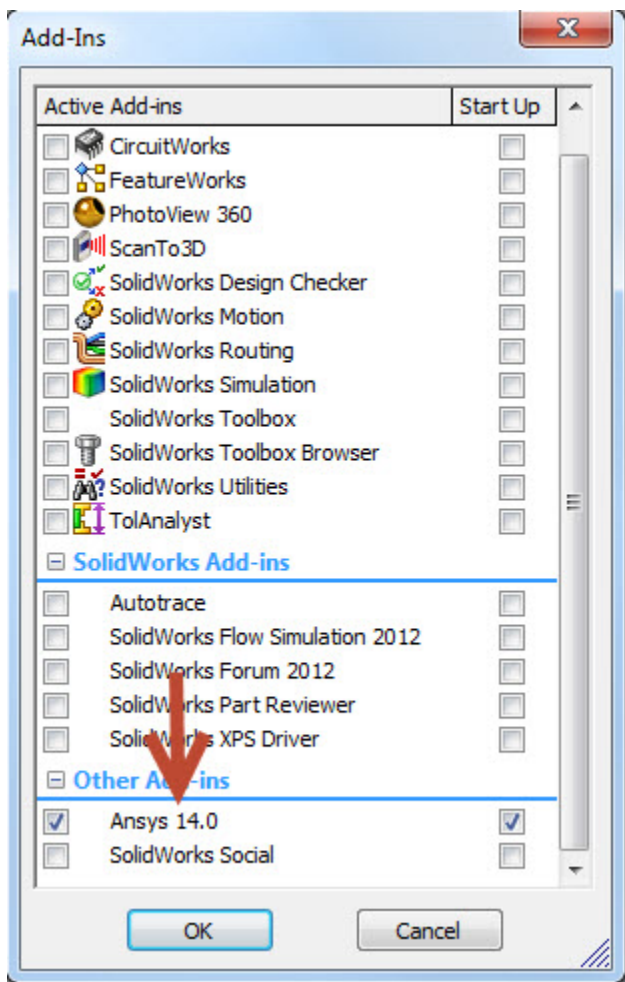 Add-Ins
Active Add-ins Start Up
CircuitWorks
FeatureWorks
PhotoView 360
ScanTo3D
SolidWorks Design Checker
SolidWorks Motion
SolidWorks Routing
SolidWorks Simulation
SolidWorks Toolbox
SolidWorks Toolbox Browser
SolidWorks Utilities
TolAnalyst
SolidWorks Add-ins
Autotrace
SolidWorks Flow Simulation 2012
SolidWorks Forum 2012
SolidWorks Part Reviewer
SolidWorks XPS Driver
Other Add-ins
Ansys 14.0
SolidWorks Social
OK Cancel